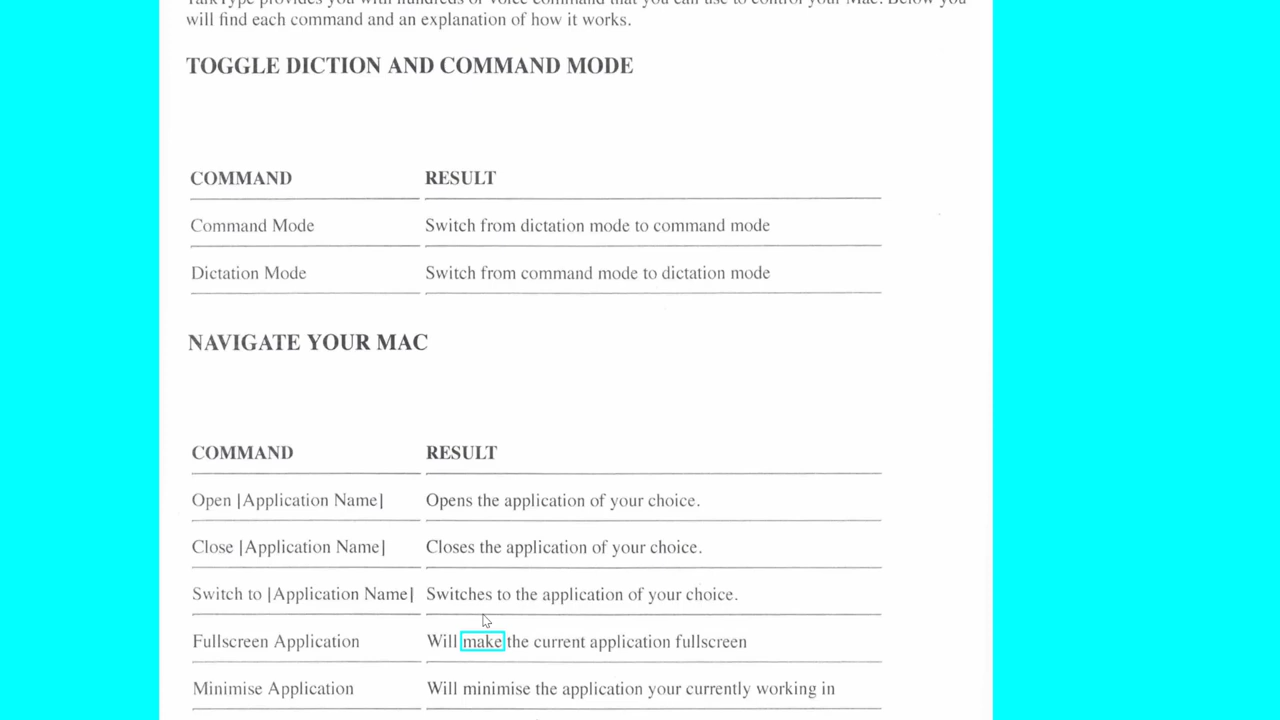 will find each command and an explanation of how it works.
TOGGLE DICTION AND COMMAND MODE
COMMAND RESULT
Command Mode Switch from dictation mode to command mode
Dictation Mode Switch from command mode to dictation mode
NAVIGATE YOUR MAC
COMMAND RESULT
Open |Application Name| Opens the application of your choice.
Close |Application Name| Closes the application of your choice.
Switch to |Application Name| Switches to the application of your choice.
Fullscreen Application Will make the current application fullscreen
Minimise Application Will minimise the application your currently working in